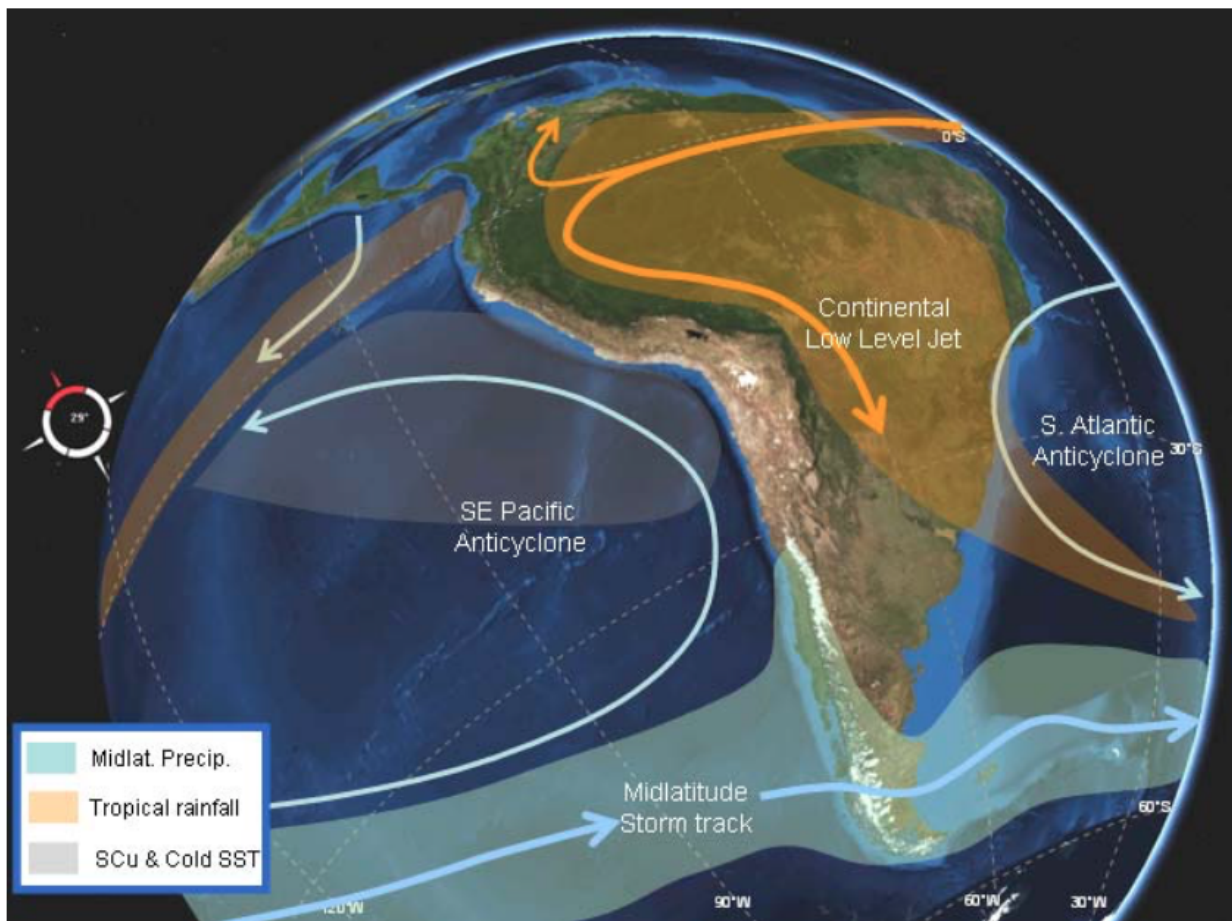 0°S
Continental
Low Level Jet
29°
S. Atlantic
Anticyclone
30°S
SE Pacific
Anticyclone
Midlat. Precip.
Tropical rainfall
SCu & Cold SST
Midlatitude
Storm track
60°S
120°W
90°W
60°W
30°W